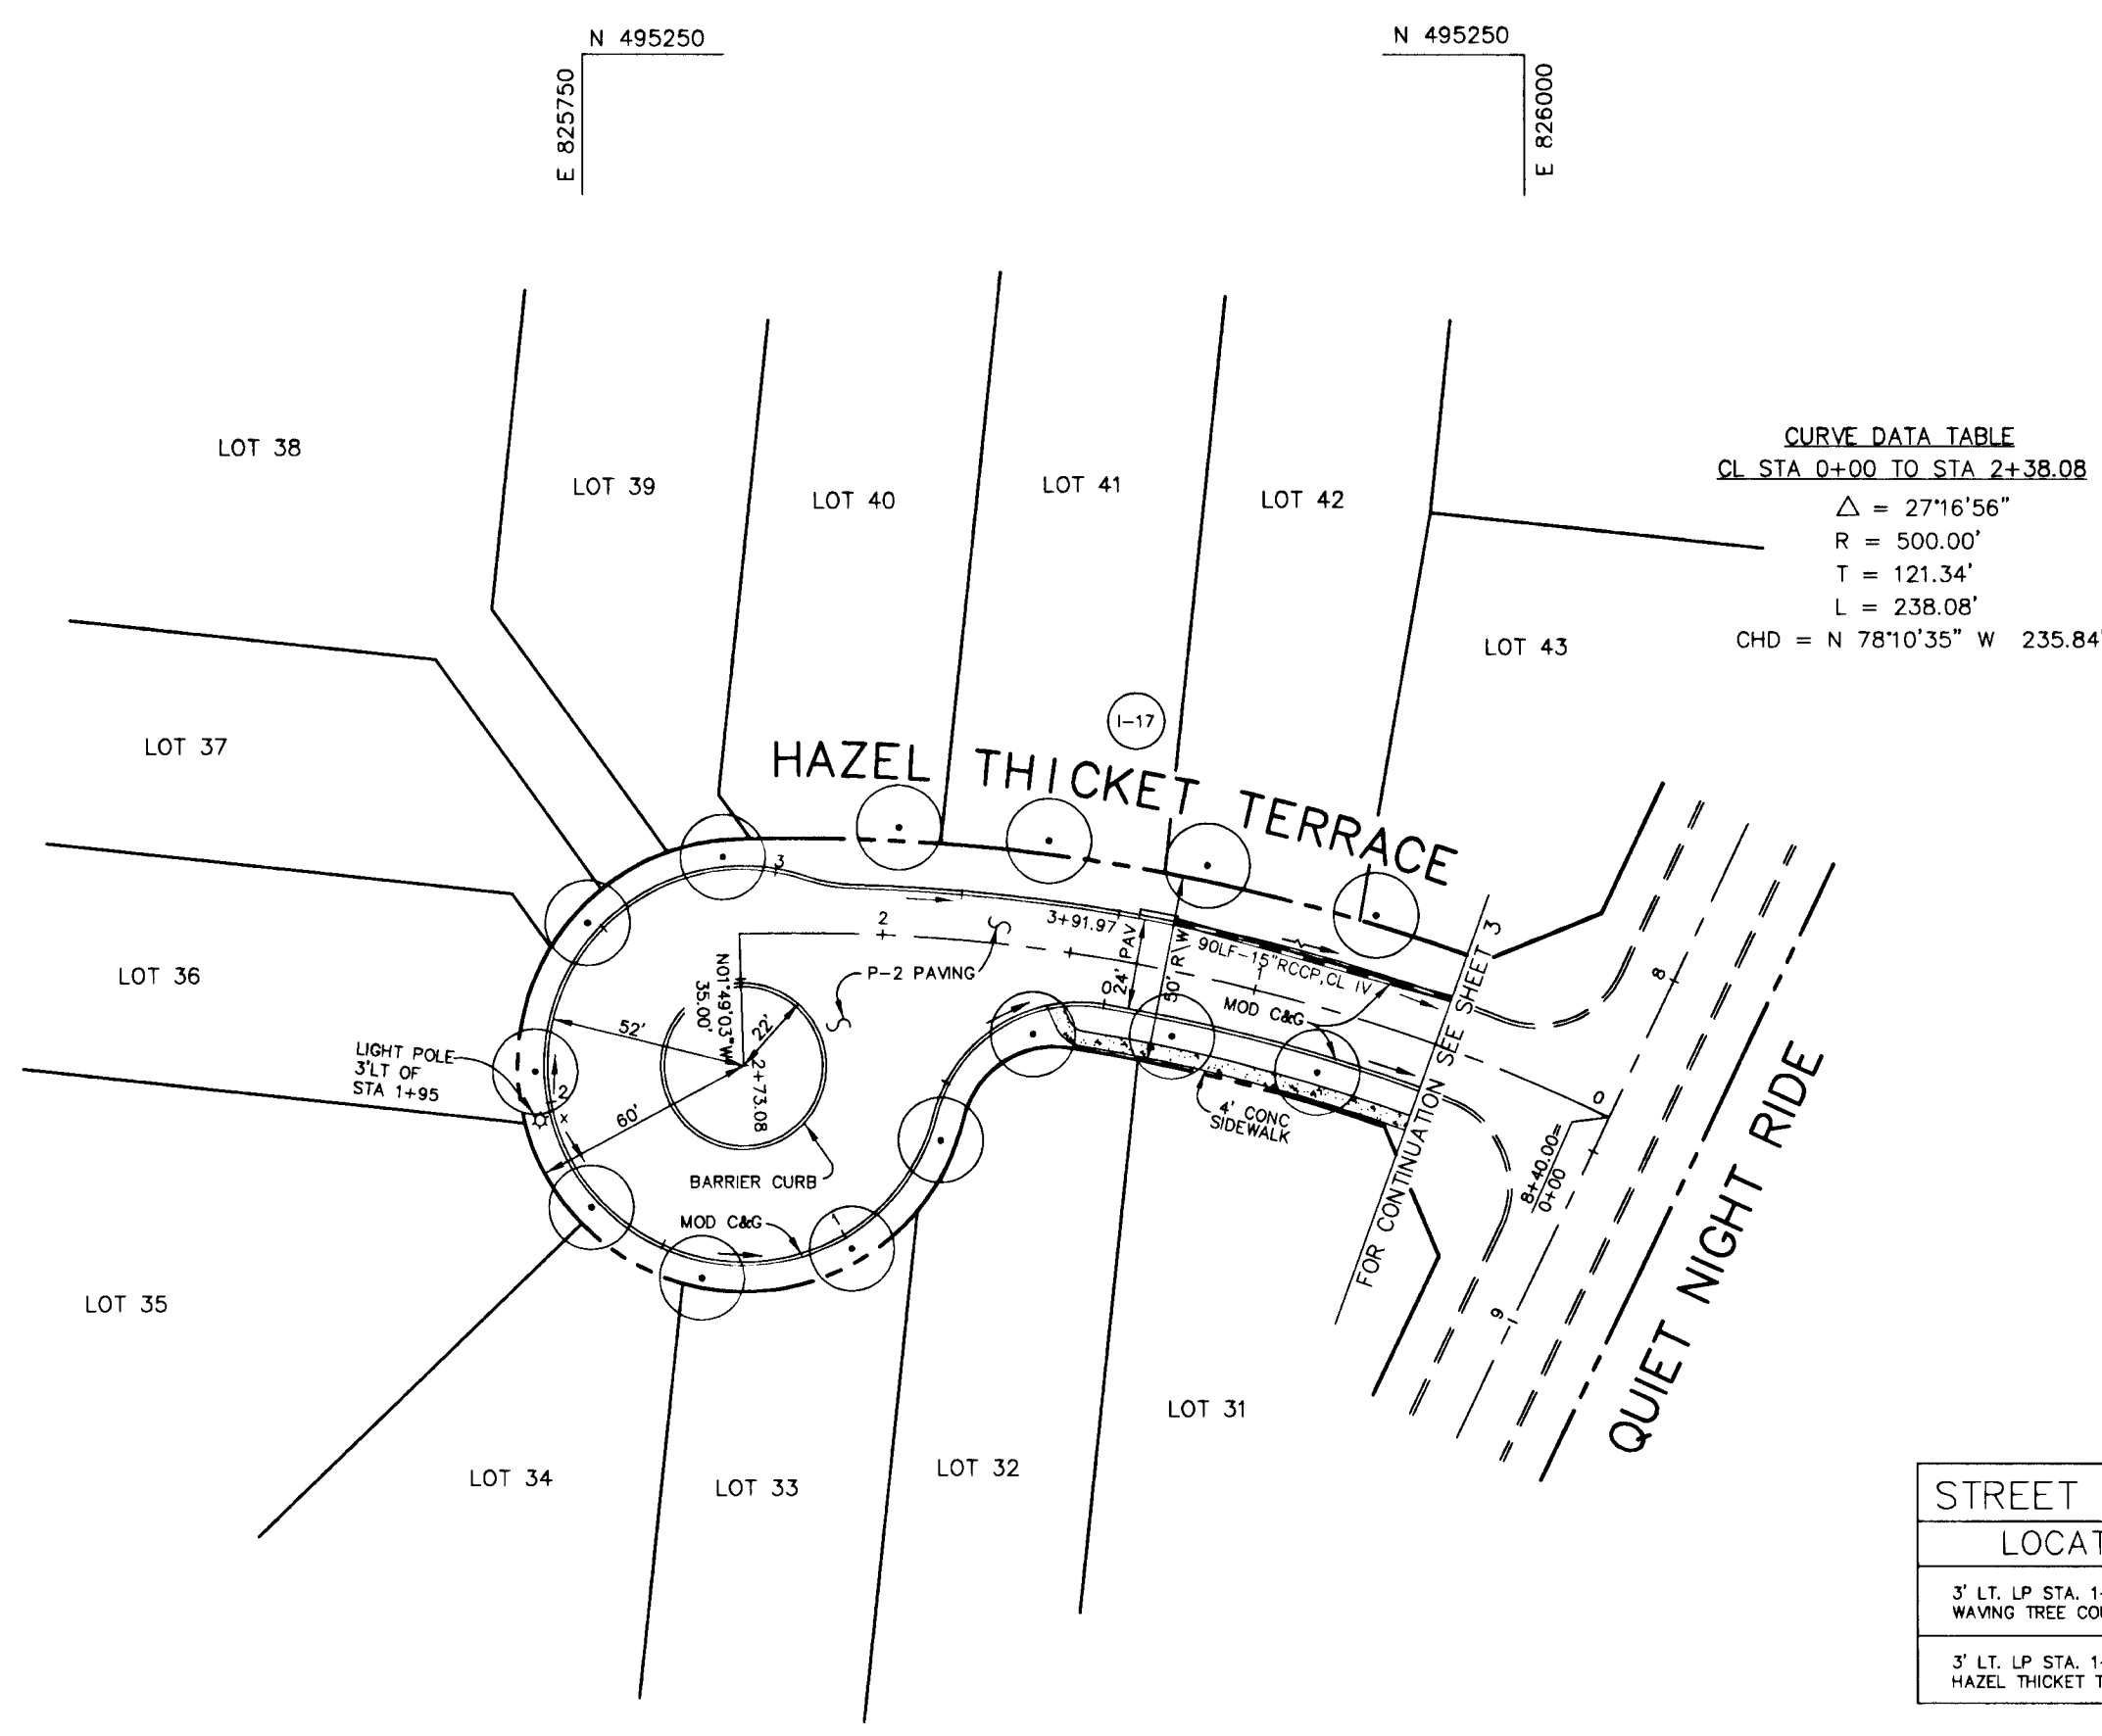 N 495250
N 495250
E 825750
E 826000
CURVE DATA TABLE
CL STA 0+00 TO STA 2+38.08
△ = 27°16'56"
R = 500.00'
T = 121.34'
L = 238.08'
CHD = N 78°10'35" W 235.84'
LOT 38
LOT 39
LOT 40
LOT 41
LOT 42
LOT 43
LOT 37
I-17
HAZEL THICKET TERRACE
3
2
3+91.97
24' PAV
50' R\W
90LF-15"RCCP,CL IV
1
MOD C&G
0
8
LOT 36
P-2 PAVING
N01°49'03"W
35.00'
22'
52'
2+73.08
60'
LIGHT POLE
3'LT OF
STA 1+95
2
x
4' CONC
SIDEWALK
BARRIER CURB
MOD C&G
1
FOR CONTINUATION SEE SHEET 3
0
8+40.00=
0+00
9
QUIET NIGHT RIDE
LOT 35
LOT 34
LOT 33
LOT 32
LOT 31
STREET
LOCAT
3' LT. LP STA. 1
WAVING TREE COU
3' LT. LP STA. 1
HAZEL THICKET T